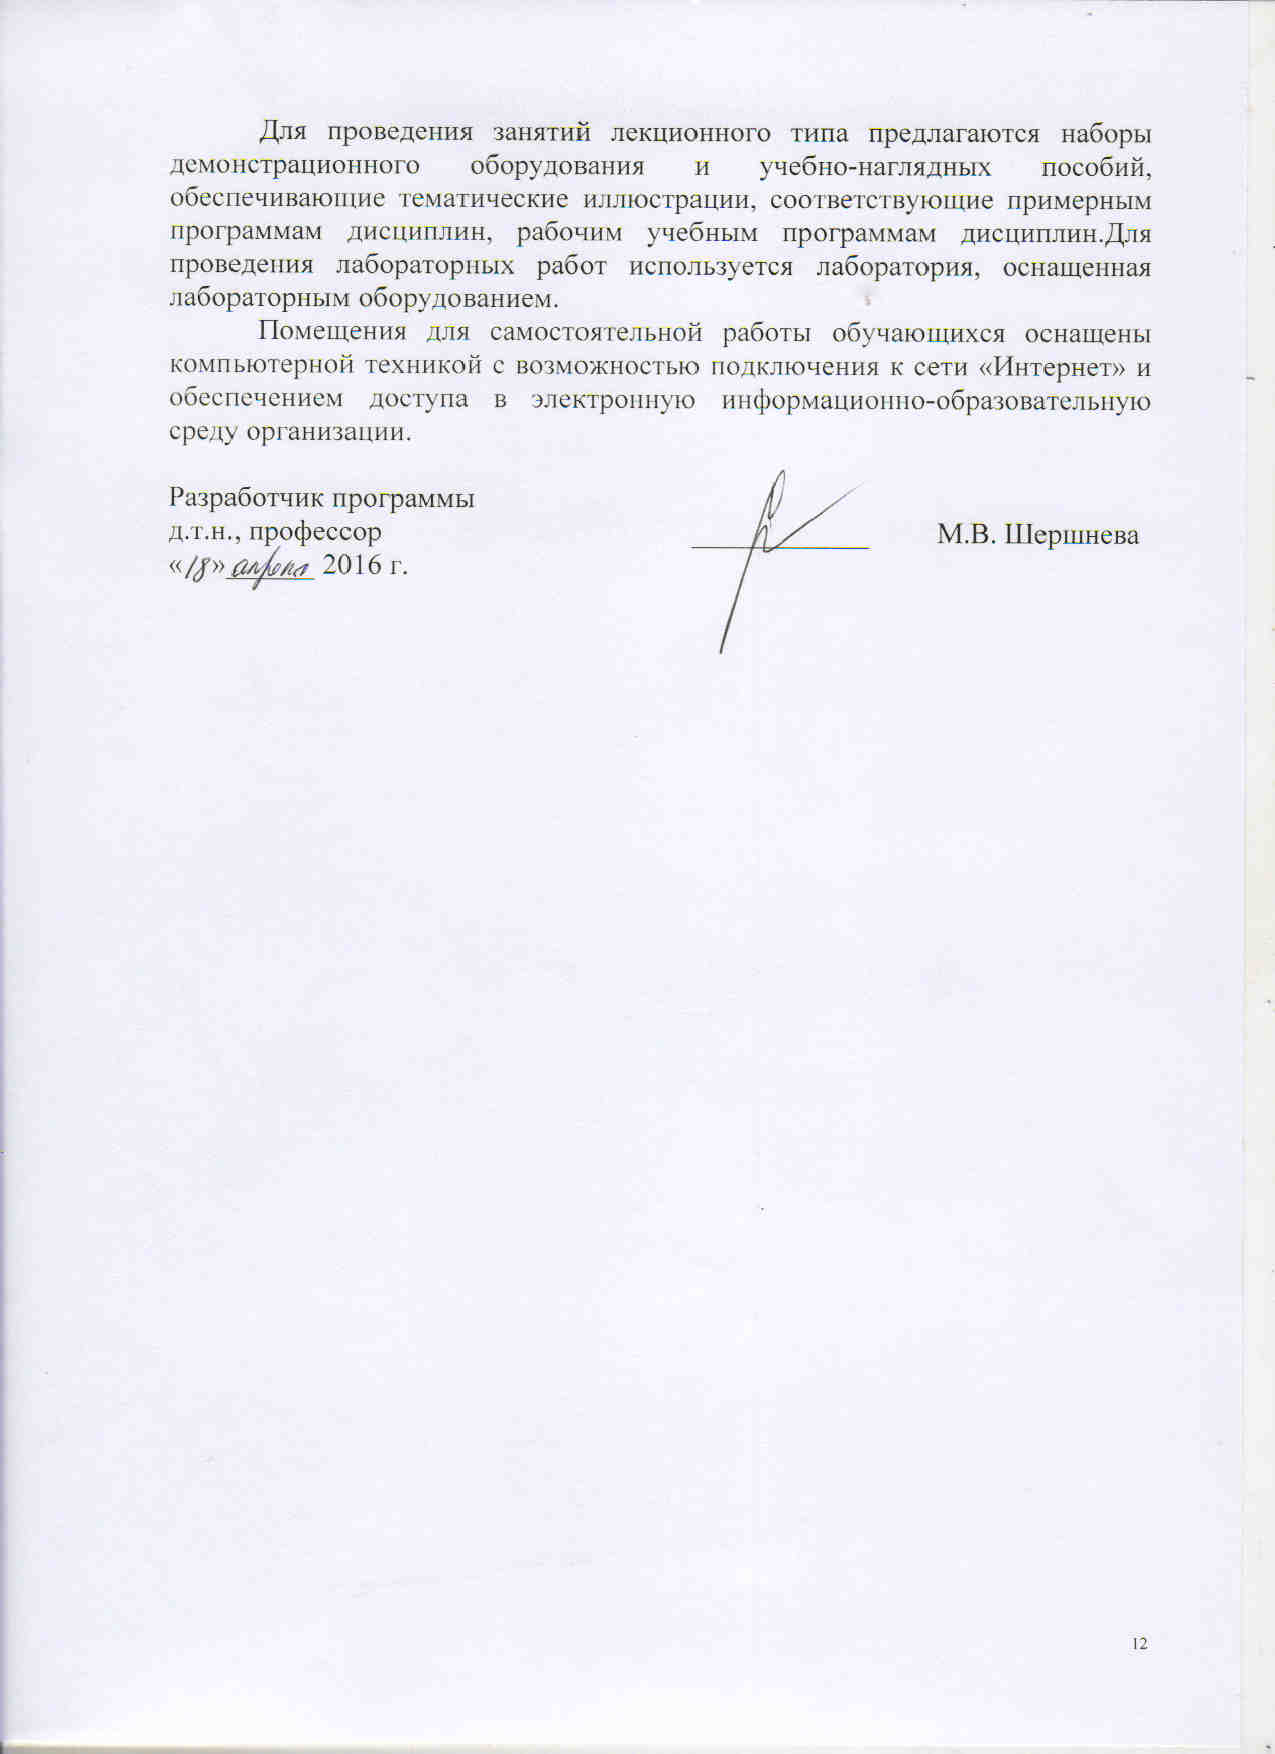 Для проведения занятий лекционного типа предлагаются наборы
демонстрационного оборудования и учебно-наглядных пособий,
обеспечивающие тематические иллюстрации, соответствующие примерным
программам дисциплин, рабочим учебным программам дисциплин.Для
проведения лабораторных работ используется лаборатория, оснащенная
лабораторным оборудованием.
Помещения для самостоятельной работы обучающихся оснащены
компьютерной техникой с возможностью подключения к сети «Интернет» и
обеспечением доступа в электронную информационно-образовательную
среду организации.
Разработчик программы
д.т.н., профессор М.В. Шершнева
«18» апреля 2016 г.
12